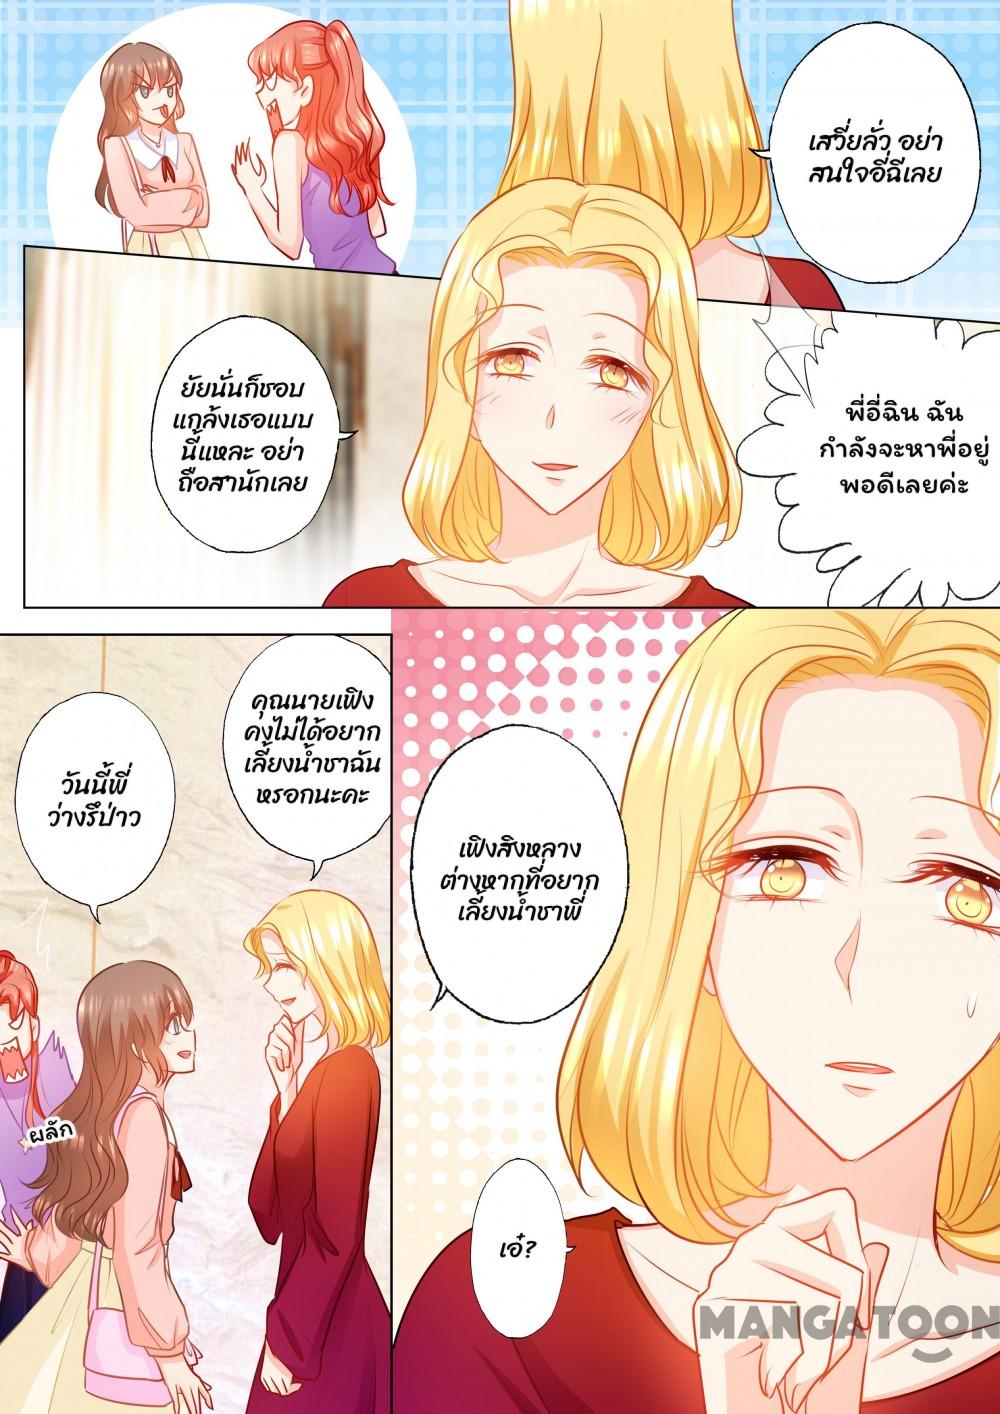 เสวี่ยลั่ว อย่า
สนใจอี่ฉีเลย
ยัยนั่นก็ชอบ
แกล้งเธอแบบ
นี้แหละ อย่า
ถือสานักเลย
พี่อี่ฉิน ฉัน
กำลังจะหาพี่อยู่
พอดีเลยค่ะ
วันนี้พี่
ว่างรึป่าว
คุณนายเฟิง
คงไม่ได้อยาก
เลี้ยงน้ำชาฉัน
หรอกนะคะ
ผลัก
เฟิงสิงหลาง
ต่างหากที่อยาก
เลี้ยงน้ำชาพี่
เอ๋?
MANGATOON